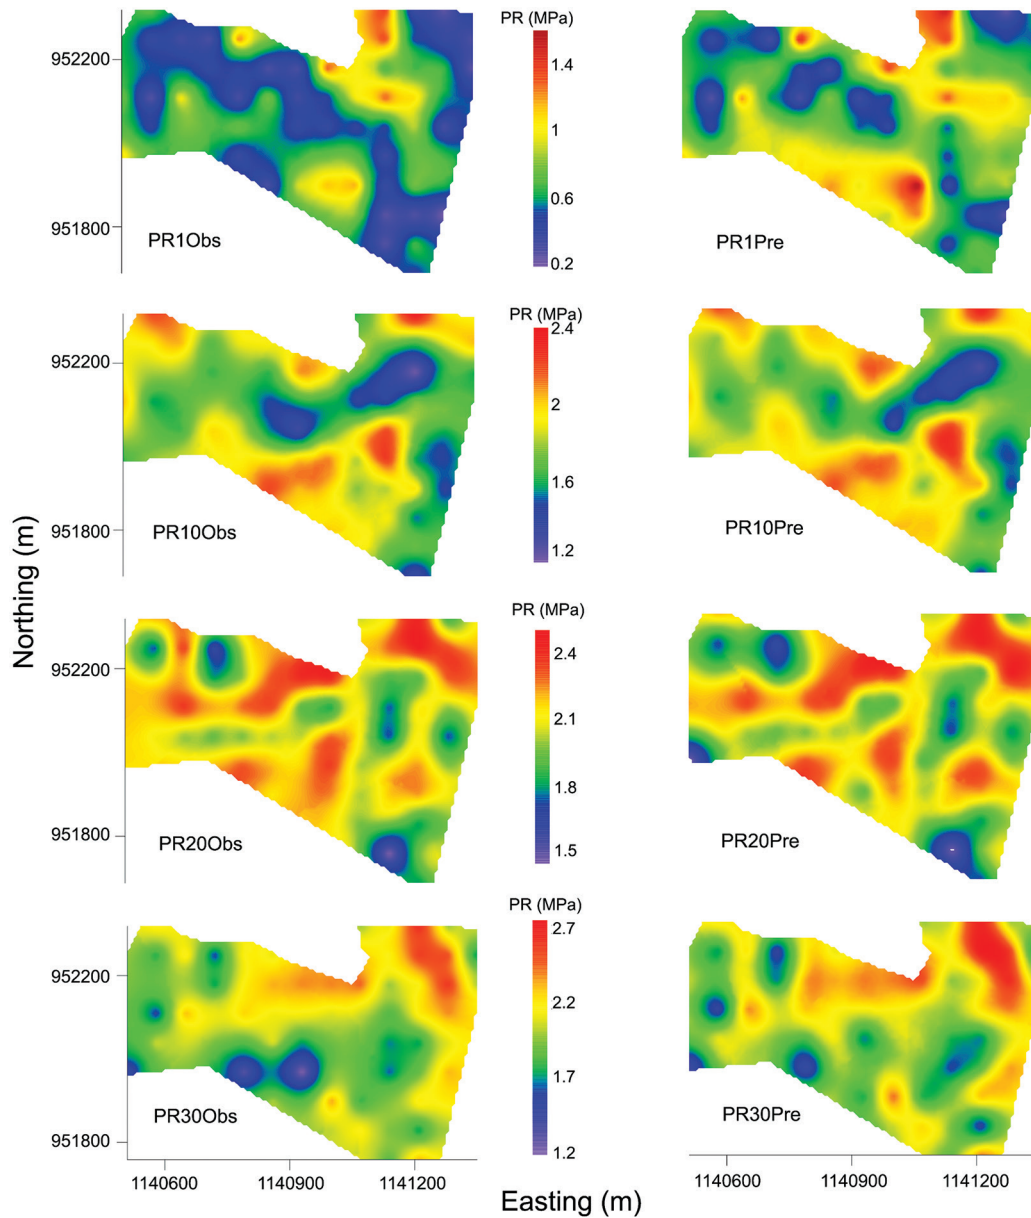 PR (MPa)
952200
951800
1.4
1
0.6
0.2
PR1Obs
PR1Pre
PR (MPa)
952200
951800
2.4
2
1.6
1.2
PR10Obs
PR10Pre
Northing (m)
PR (MPa)
952200
951800
2.4
2.1
1.8
1.5
PR20Obs
PR20Pre
PR (MPa)
952200
951800
2.7
2.2
1.7
1.2
PR30Obs
PR30Pre
1140600 1140900 1141200
1140600 1140900 1141200
Easting (m)